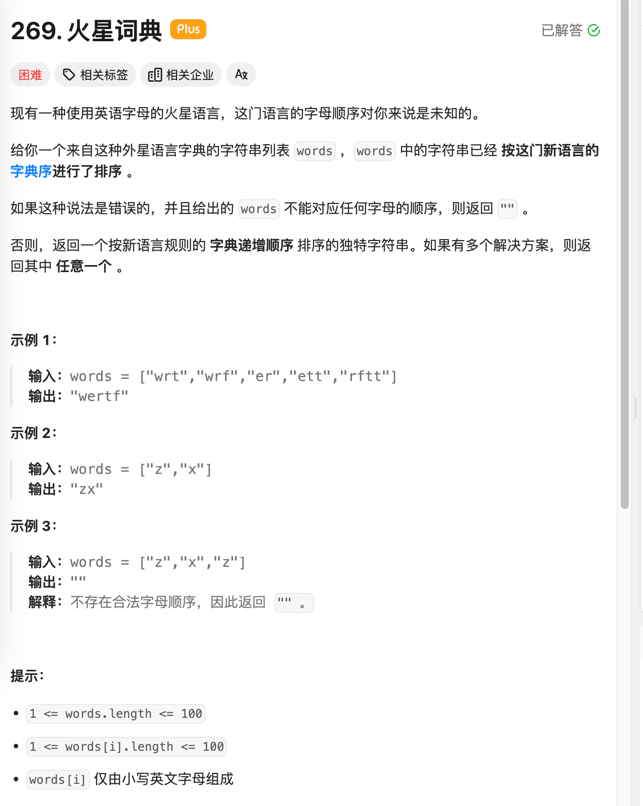 269. 火星词典 Plus 已解答
困难 相关标签 相关企业 Aa
现有一种使用英语字母的火星语言，这门语言的字母顺序对你来说是未知的。
给你一个来自这种外星语言字典的字符串列表 words ，words 中的字符串已经 按这门新语言的
字典序进行了排序 。
如果这种说法是错误的，并且给出的 words 不能对应任何字母的顺序，则返回 "" 。
否则，返回一个按新语言规则的 字典递增顺序 排序的独特字符串。如果有多个解决方案，则返
回其中 任意一个 。
示例 1：
输入：words = ["wrt","wrf","er","ett","rftt"]
输出："wertf"
示例 2：
输入：words = ["z","x"]
输出："zx"
示例 3：
输入：words = ["z","x","z"]
输出：""
解释：不存在合法字母顺序，因此返回 "" 。
提示：
• 1 <= words.length <= 100
• 1 <= words[i].length <= 100
• words[i] 仅由小写英文字母组成